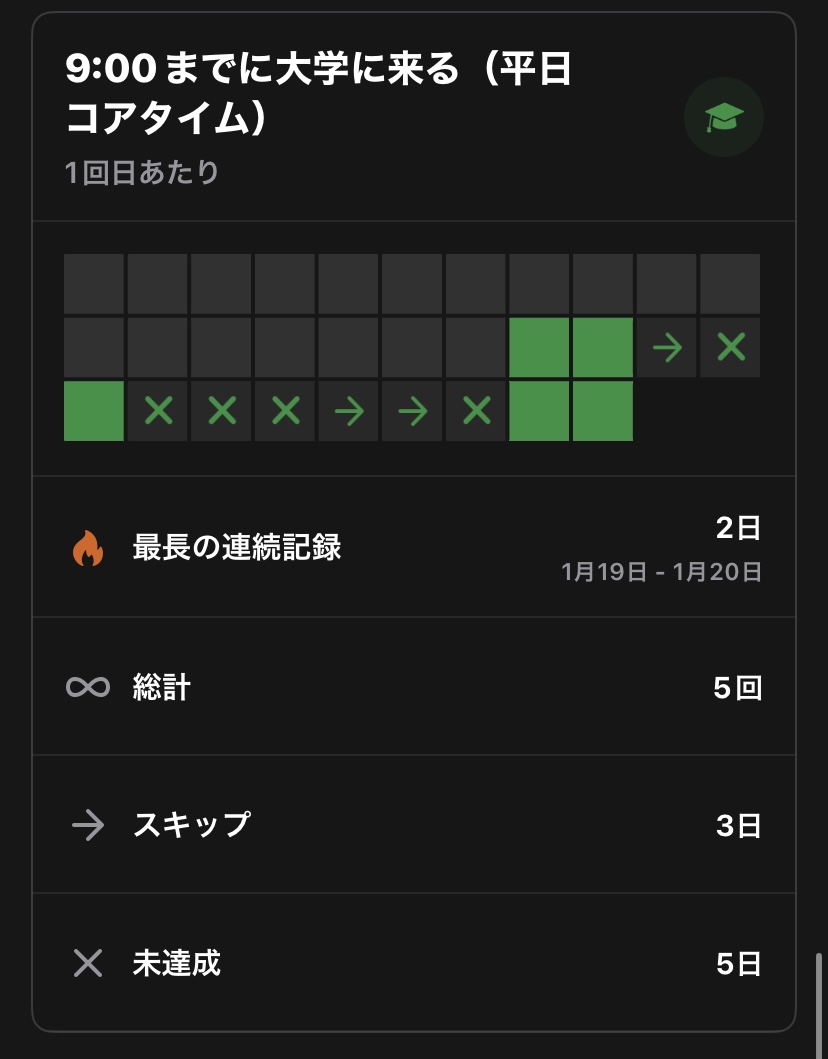 9:00までに大学に来る（平日
コアタイム）
1回日あたり
最長の連続記録
2日
1月19日 - 1月20日
総計
5回
スキップ
3日
未達成
5日